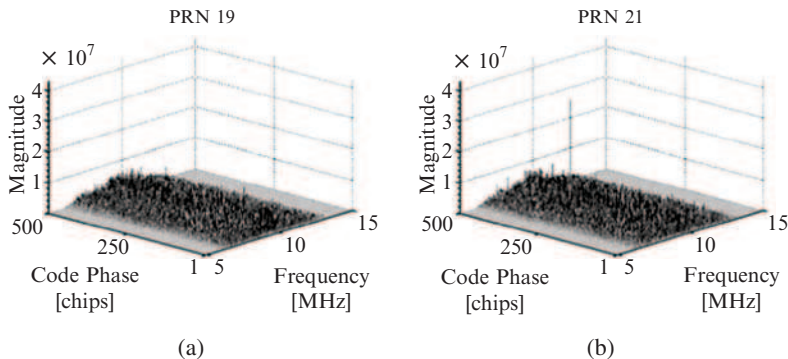 PRN 19
× 10^7
4
3
2
1
Magnitude
500
250
1
5
10
15
Code Phase
[chips]
Frequency
[MHz]
(a)
PRN 21
× 10^7
4
3
2
1
Magnitude
500
250
1
5
10
15
Code Phase
[chips]
Frequency
[MHz]
(b)